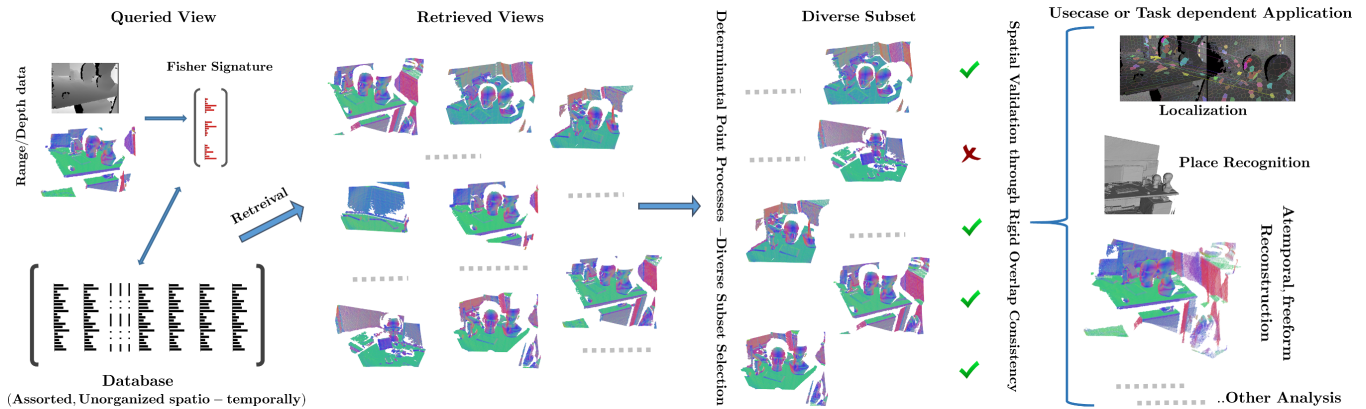 Queried View
Range/Depth data
Fisher Signature
Retreival
Database
(Assorted, Unorganized spatio – temporally)
Retrieved Views
Determinantal Point Processes –Diverse Subset Selection
Diverse Subset
Spatial Validation through Rigid Overlap Consistency
Usecase or Task dependent Application
Localization
Place Recognition
Atemporal freeform
Reconstruction
..Other Analysis